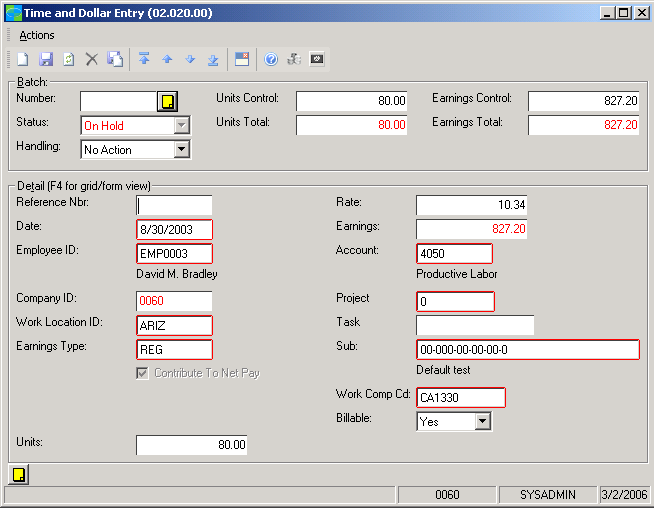 Time and Dollar Entry (02.020.00)
Actions
Batch:
Number: Units Control: 80.00 Earnings Control: 827.20
Status: On Hold Units Total: 80.00 Earnings Total: 827.20
Handling: No Action
Detail (F4 for grid/form view)
Reference Nbr: Rate: 10.34
Date: 8/30/2003 Earnings: 827.20
Employee ID: EMP0003 Account: 4050
David M. Bradley Productive Labor
Company ID: 0060 Project 0
Work Location ID: ARIZ Task
Earnings Type: REG Sub: 00-000-00-00-00-0
Contribute To Net Pay Default test
Work Comp Cd: CA1330
Billable: Yes
Units: 80.00
0060 SYSADMIN 3/2/2006